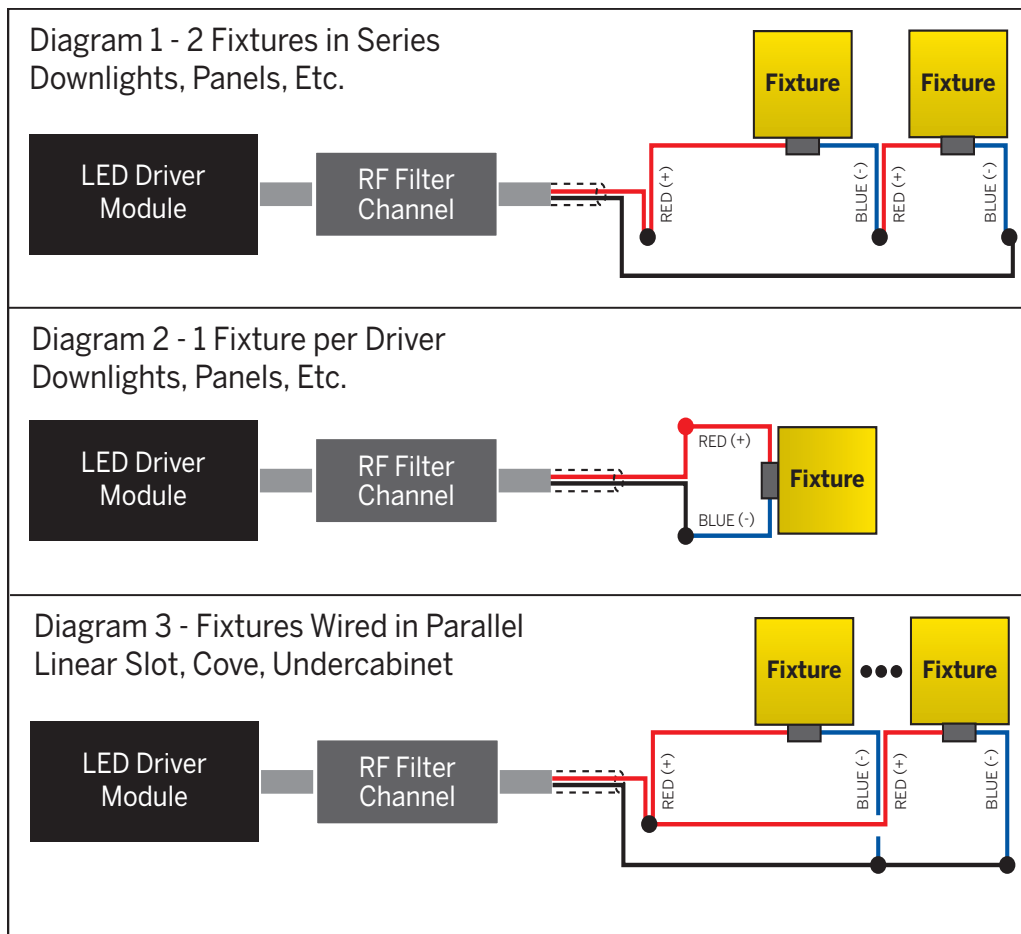 Diagram 1 - 2 Fixtures in Series
Downlights, Panels, Etc.
LED Driver
Module
RF Filter
Channel
Fixture
Fixture
RED (+)
BLUE (-)
RED (+)
BLUE (-)
Diagram 2 - 1 Fixture per Driver
Downlights, Panels, Etc.
LED Driver
Module
RF Filter
Channel
RED (+)
BLUE (-)
Fixture
Diagram 3 - Fixtures Wired in Parallel
Linear Slot, Cove, Undercabinet
LED Driver
Module
RF Filter
Channel
Fixture
Fixture
RED (+)
BLUE (-)
RED (+)
BLUE (-)